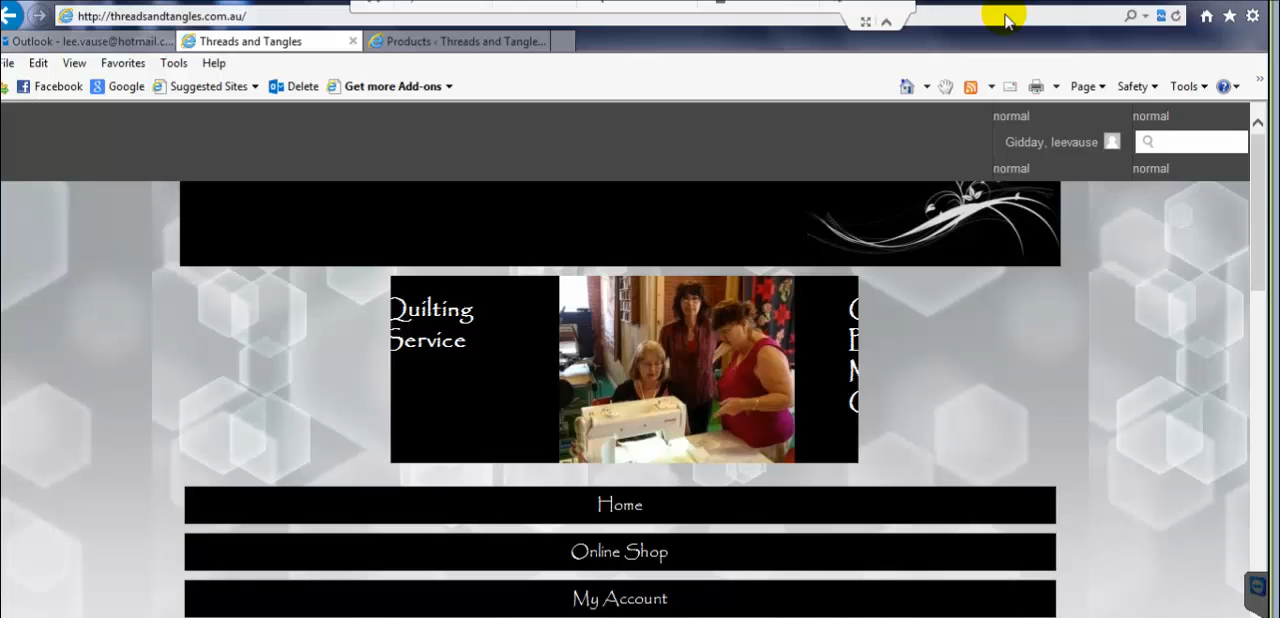 http://threadsandtangles.com.au/
Outlook - lee.vause@hotmail.c...
Threads and Tangles
Products ‹ Threads and Tangle...
File Edit View Favorites Tools Help
Facebook Google Suggested Sites Delete Get more Add-ons
Page Safety Tools
normal normal
Gidday, leevause
normal normal
Quilting
Service
Home
Online Shop
My Account